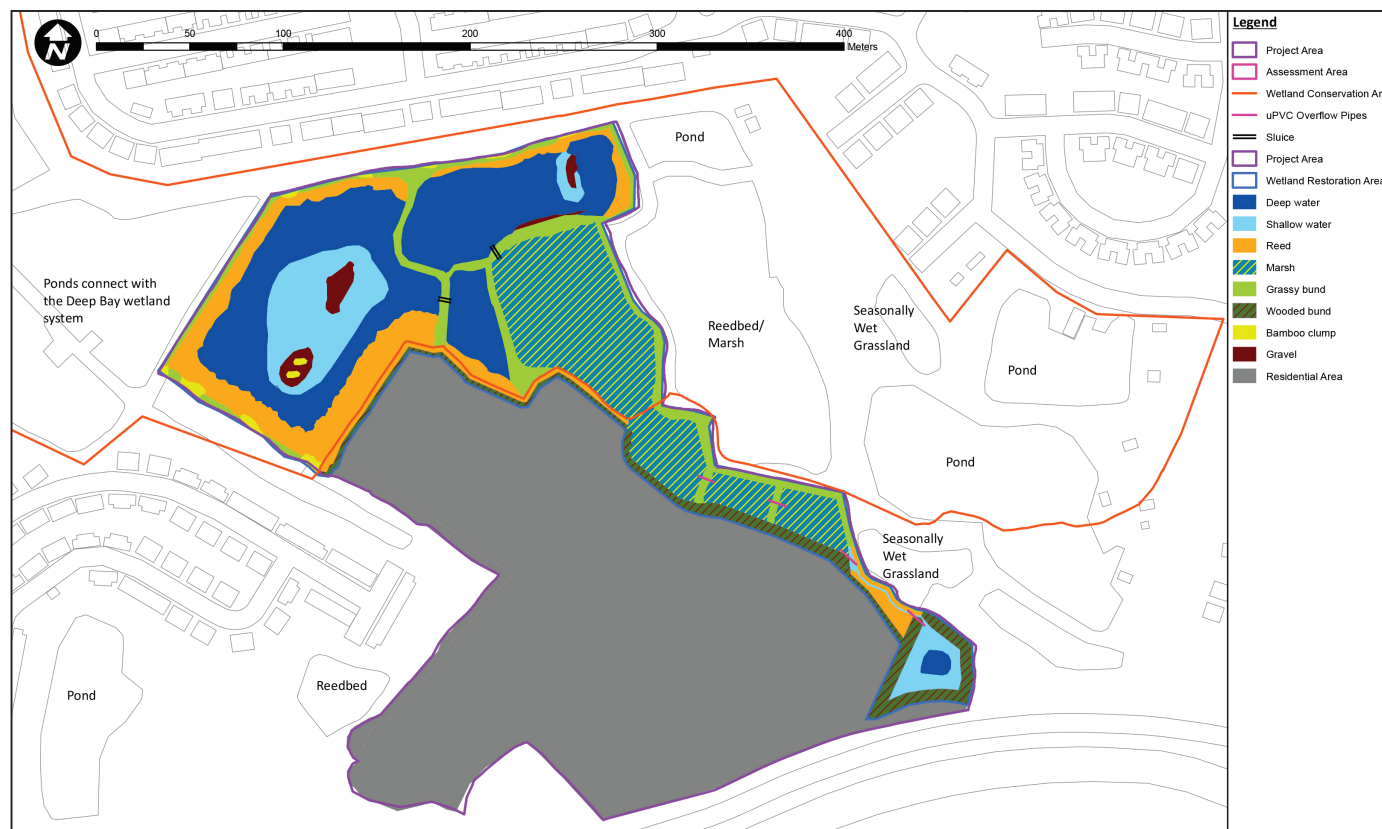 N
0 50 100 200 300 400
Meters
Pond
Ponds connect with
the Deep Bay wetland
system
Reedbed/
Marsh
Seasonally
Wet
Grassland
Pond
Pond
Seasonally
Wet
Grassland
Reedbed
Pond
Legend
Project Area
Assessment Area
Wetland Conservation Ar
uPVC Overflow Pipes
Sluice
Project Area
Wetland Restoration Area
Deep water
Shallow water
Reed
Marsh
Grassy bund
Wooded bund
Bamboo clump
Gravel
Residential Area